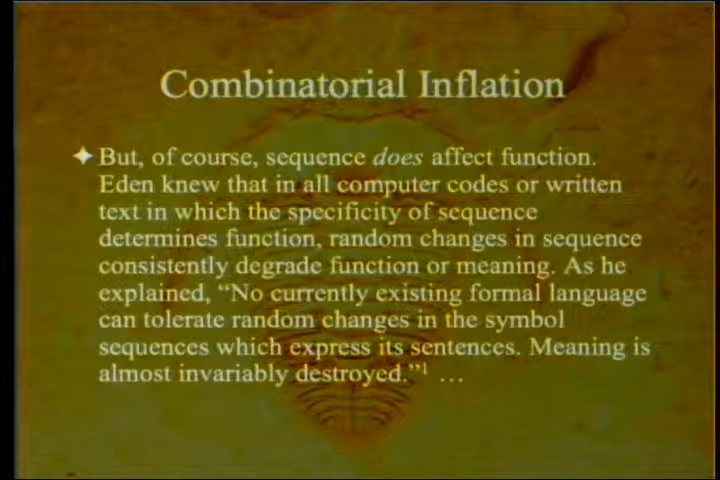 Combinatorial Inflation
✦ But, of course, sequence does affect function.
Eden knew that in all computer codes or written
text in which the specificity of sequence
determines function, random changes in sequence
consistently degrade function or meaning. As he
explained, “No currently existing formal language
can tolerate random changes in the symbol
sequences which express its sentences. Meaning is
almost invariably destroyed.”¹ …